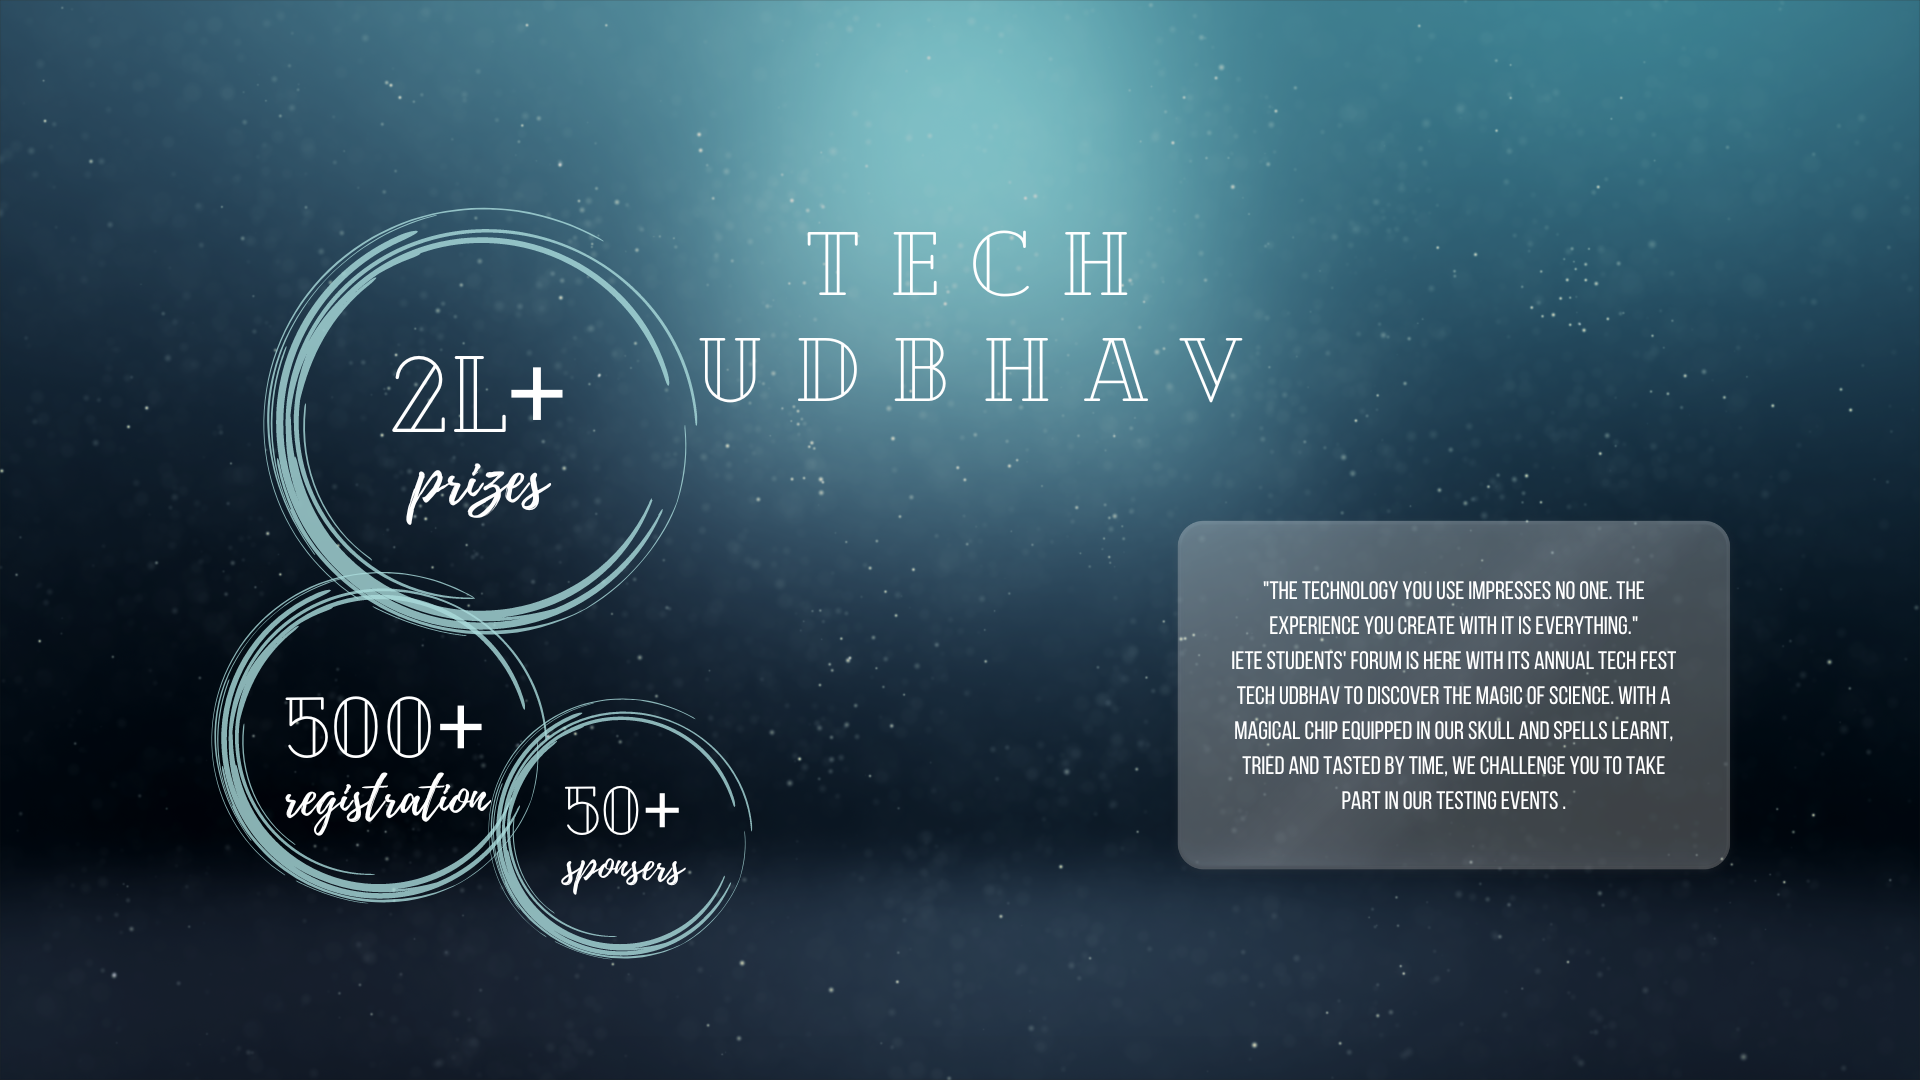 TECH
UDBHAV
2L+
prizes
500+
registration
50+
sponsers
"THE TECHNOLOGY YOU USE IMPRESSES NO ONE. THE
EXPERIENCE YOU CREATE WITH IT IS EVERYTHING."
IETE STUDENTS' FORUM IS HERE WITH ITS ANNUAL TECH FEST
TECH UDBHAV TO DISCOVER THE MAGIC OF SCIENCE. WITH A
MAGICAL CHIP EQUIPPED IN OUR SKULL AND SPELLS LEARNT,
TRIED AND TASTED BY TIME, WE CHALLENGE YOU TO TAKE
PART IN OUR TESTING EVENTS .